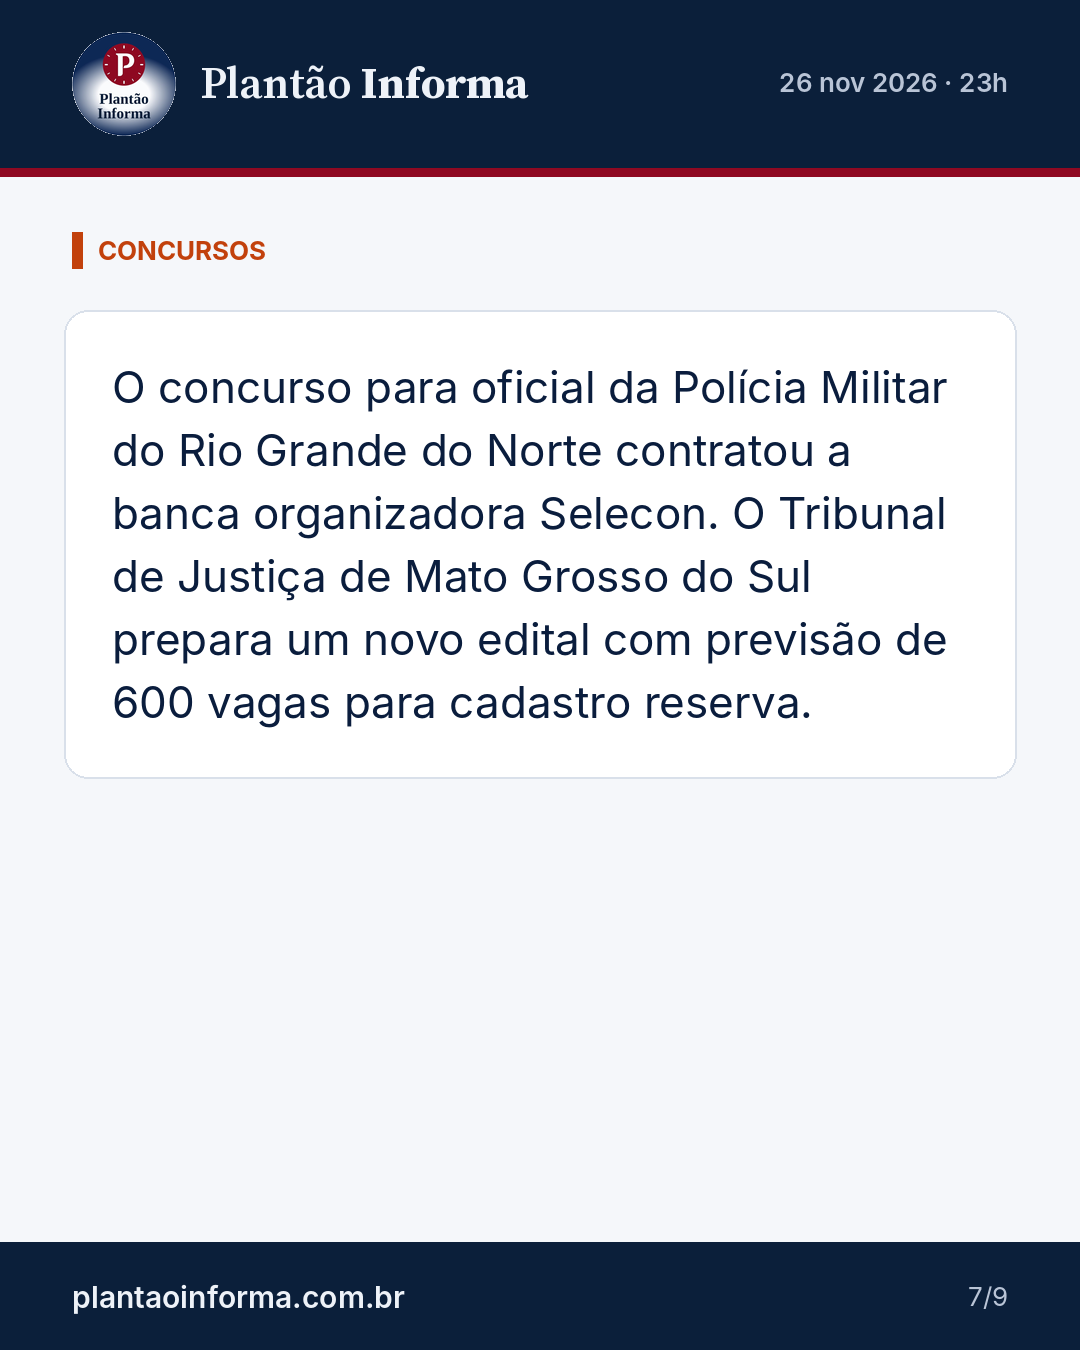 P
Plantão
Informa
Plantão Informa
26 nov 2026 · 23h
CONCURSOS
O concurso para oficial da Polícia Militar
do Rio Grande do Norte contratou a
banca organizadora Selecon. O Tribunal
de Justiça de Mato Grosso do Sul
prepara um novo edital com previsão de
600 vagas para cadastro reserva.
plantaoinforma.com.br
7/9